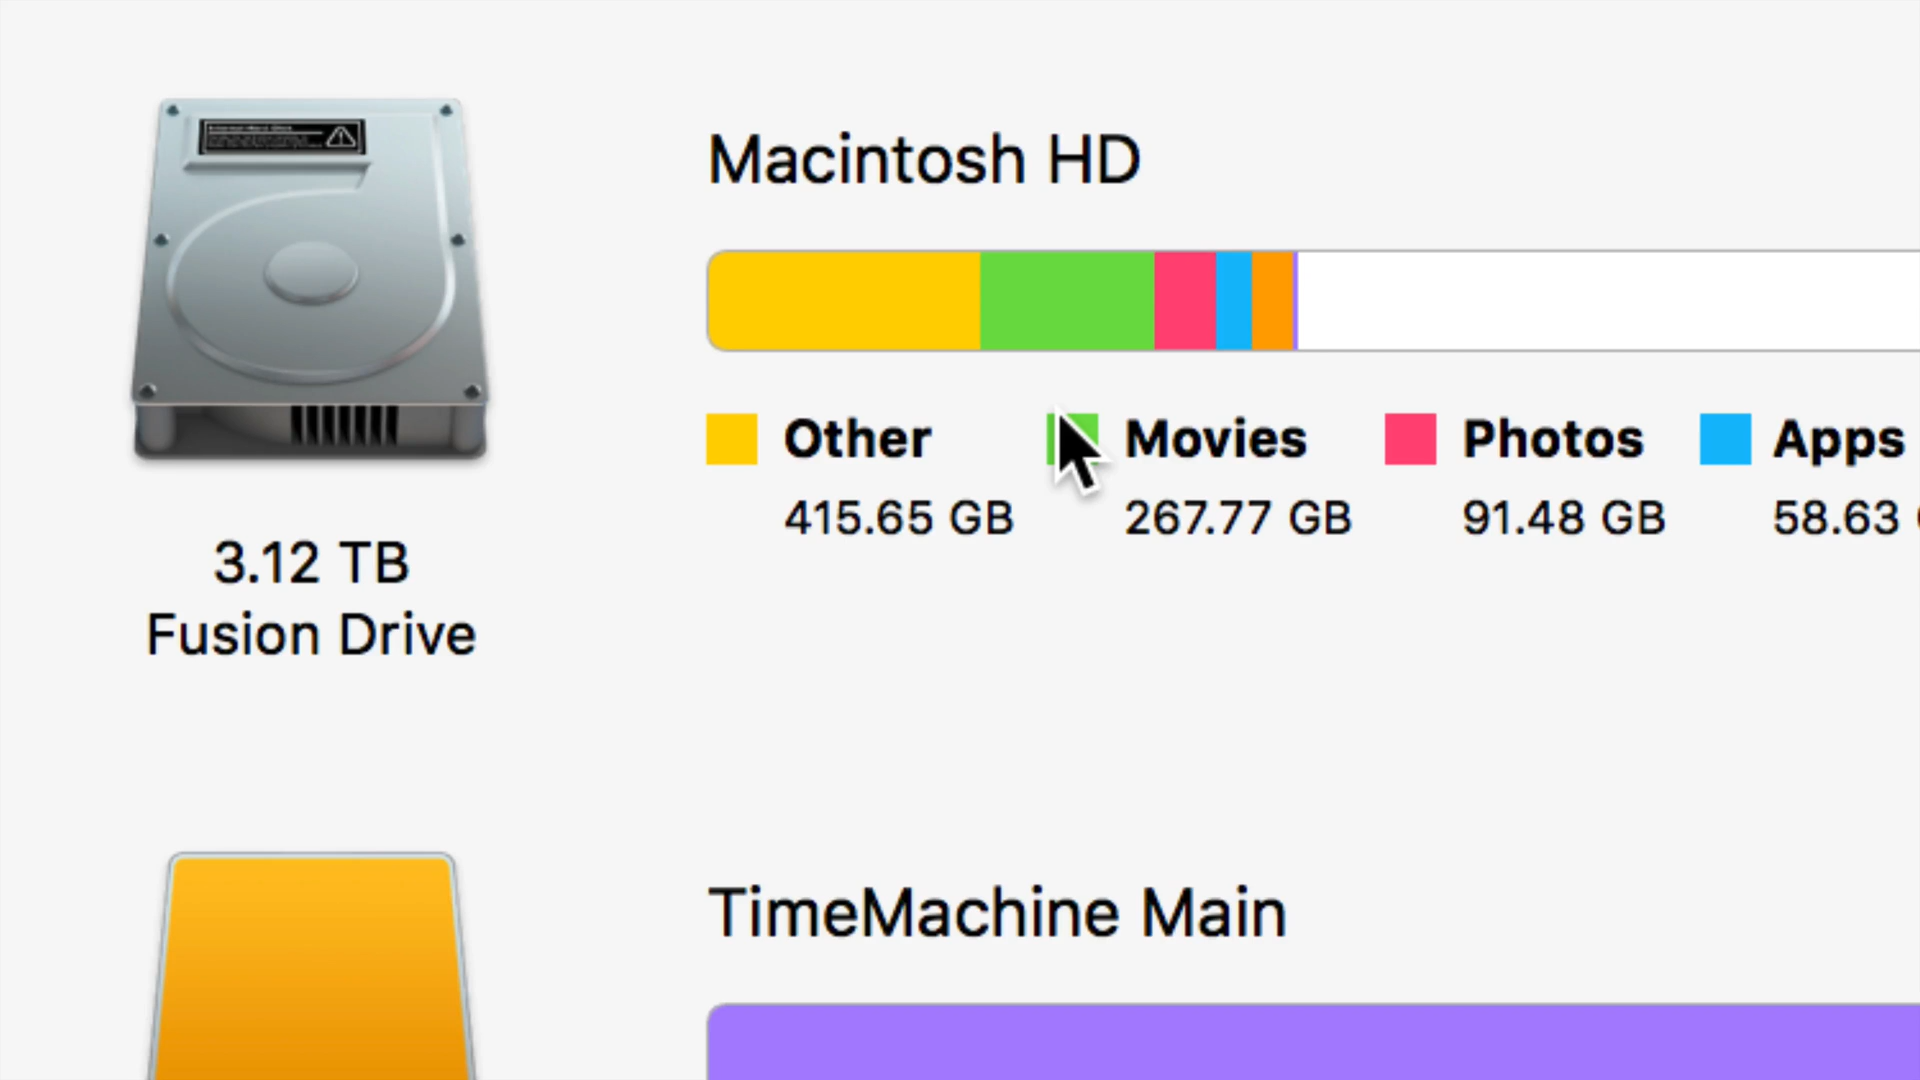 Macintosh HD
Other Movies Photos Apps
415.65 GB 267.77 GB 91.48 GB 58.63
3.12 TB
Fusion Drive
TimeMachine Main